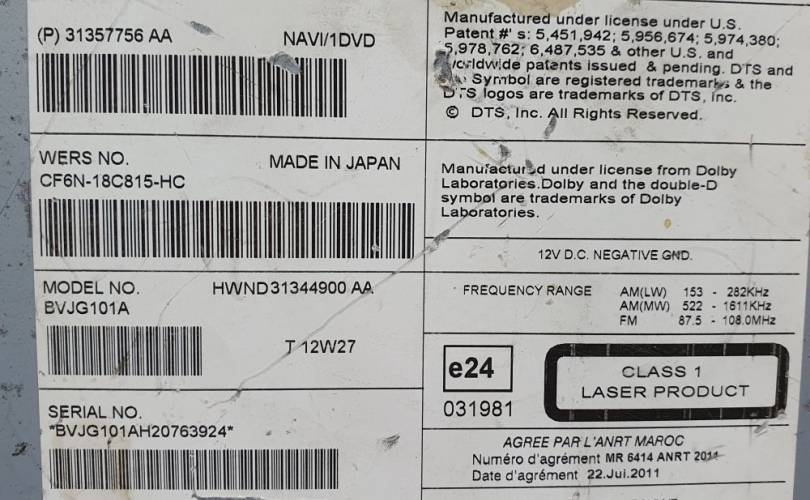 (P) 31357756 AA
NAVI/1DVD
WERS NO.
MADE IN JAPAN
CF6N-18C815-HC
MODEL NO.
HWND31344900 AA
BVJG101A
T 12W27
SERIAL NO.
*BVJG101AH20763924*
Manufactured under license under U.S.
Patent #' s: 5,451,942; 5,956,674; 5,974,380;
5,978,762; 6,487,535 & other U.S. and
worldwide patents issued & pending. DTS and
Symbol are registered trademarks & the
DTS logos are trademarks of DTS, Inc.
© DTS, Inc. All Rights Reserved.
Manufactured under license from Dolby
Laboratories.Dolby and the double-D
symbol are trademarks of Dolby
Laboratories.
12V D.C. NEGATIVE GND.
FREQUENCY RANGE
AM(LW) 153 - 282KHz
AM(MW) 522 - 1611KHz
FM 87.5 - 108.0MHz
e24
031981
CLASS 1
LASER PRODUCT
AGREE PAR L'ANRT MAROC
Numéro d'agrément MR 6414 ANRT 2011
Date d'agrément 22.Jui.2011